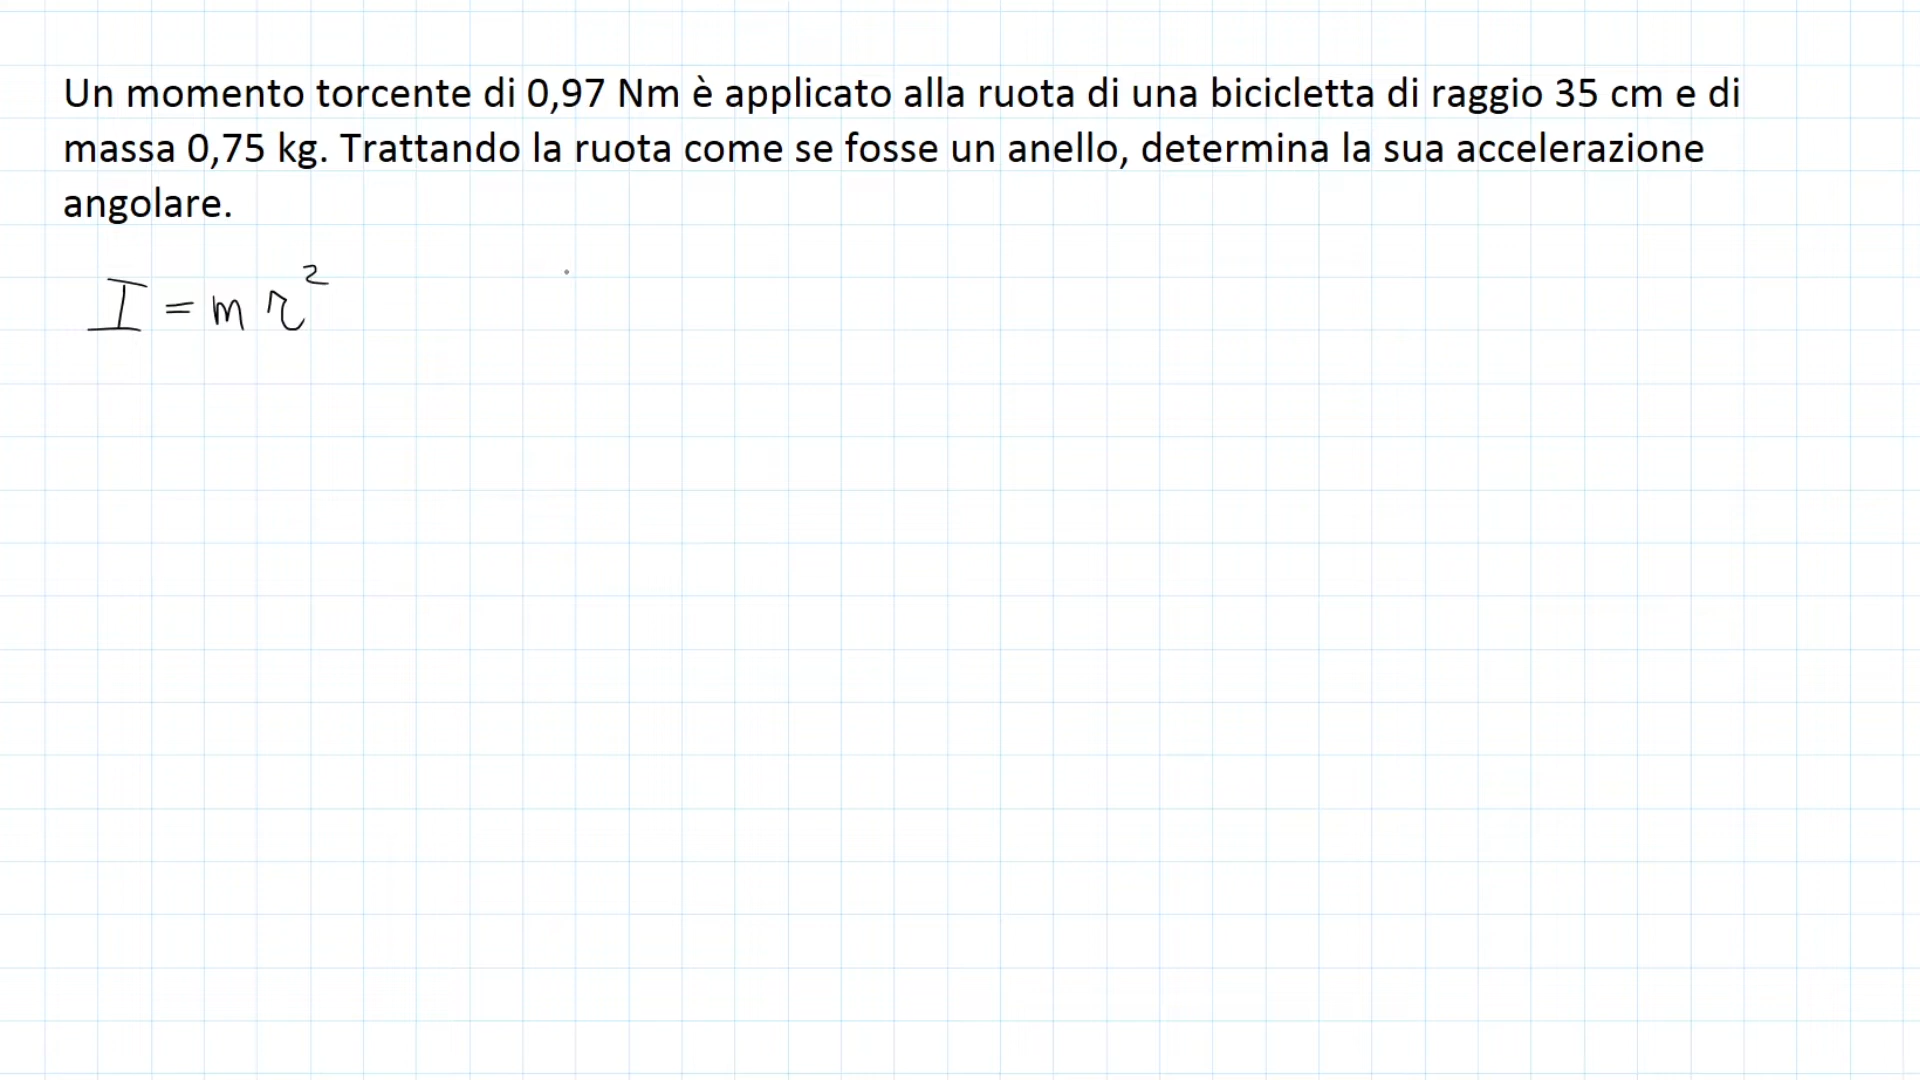 Un momento torcente di 0,97 Nm è applicato alla ruota di una bicicletta di raggio 35 cm e di
massa 0,75 kg. Trattando la ruota come se fosse un anello, determina la sua accelerazione
angolare.
I = m r²